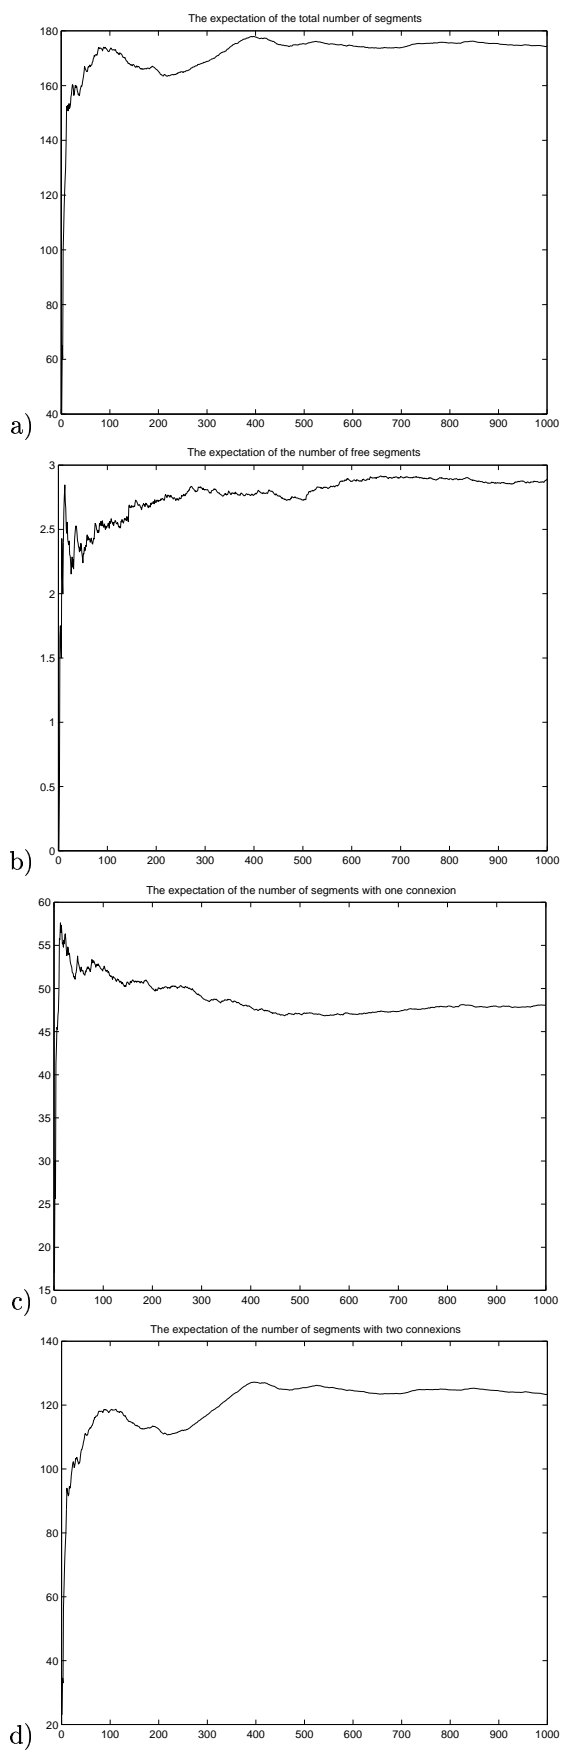 The expectation of the total number of segments
180
160
140
120
100
80
60
40
0 100 200 300 400 500 600 700 800 900 1000
a)
The expectation of the number of free segments
3
2.5
2
1.5
1
0.5
0
0 100 200 300 400 500 600 700 800 900 1000
b)
The expectation of the number of segments with one connexion
60
55
50
45
40
35
30
25
20
15
0 100 200 300 400 500 600 700 800 900 1000
c)
The expectation of the number of segments with two connexions
140
120
100
80
60
40
20
0 100 200 300 400 500 600 700 800 900 1000
d)